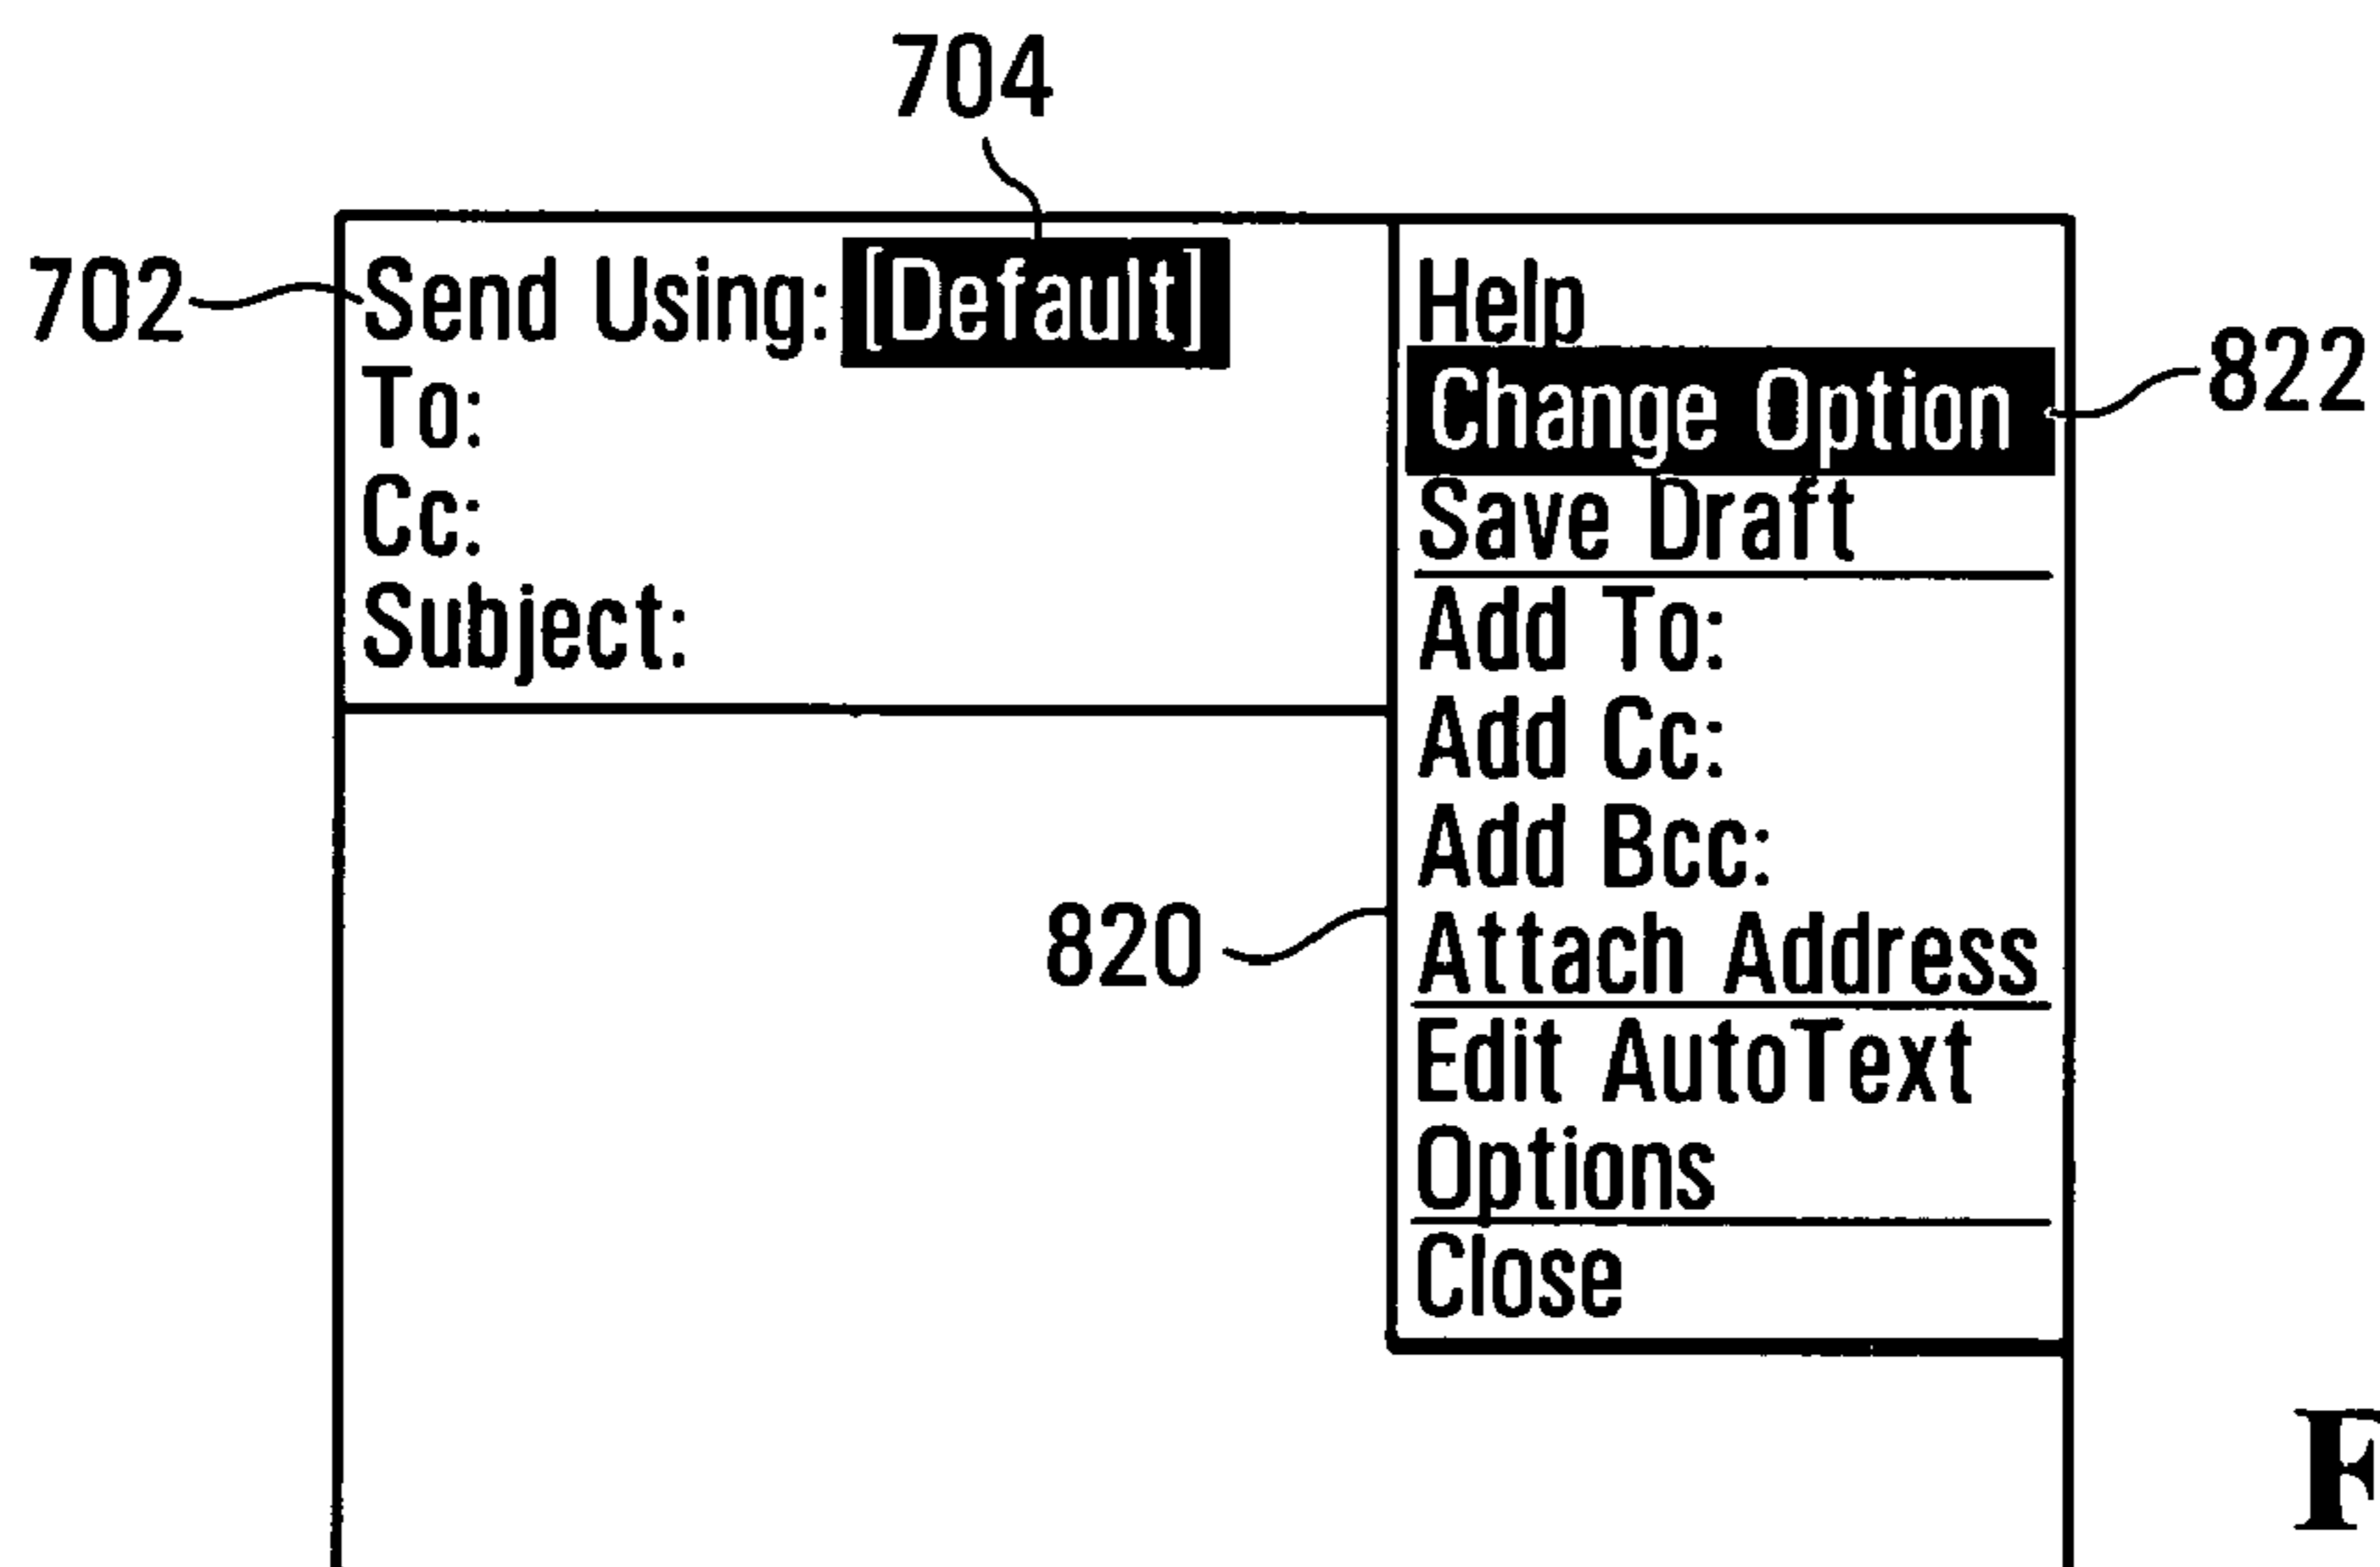 704
702
Send Using: [Default]
To:
Cc:
Subject:
Help
Change Option
822
Save Draft
Add To:
Add Cc:
Add Bcc:
820
Attach Address
Edit AutoText
Options
Close
F